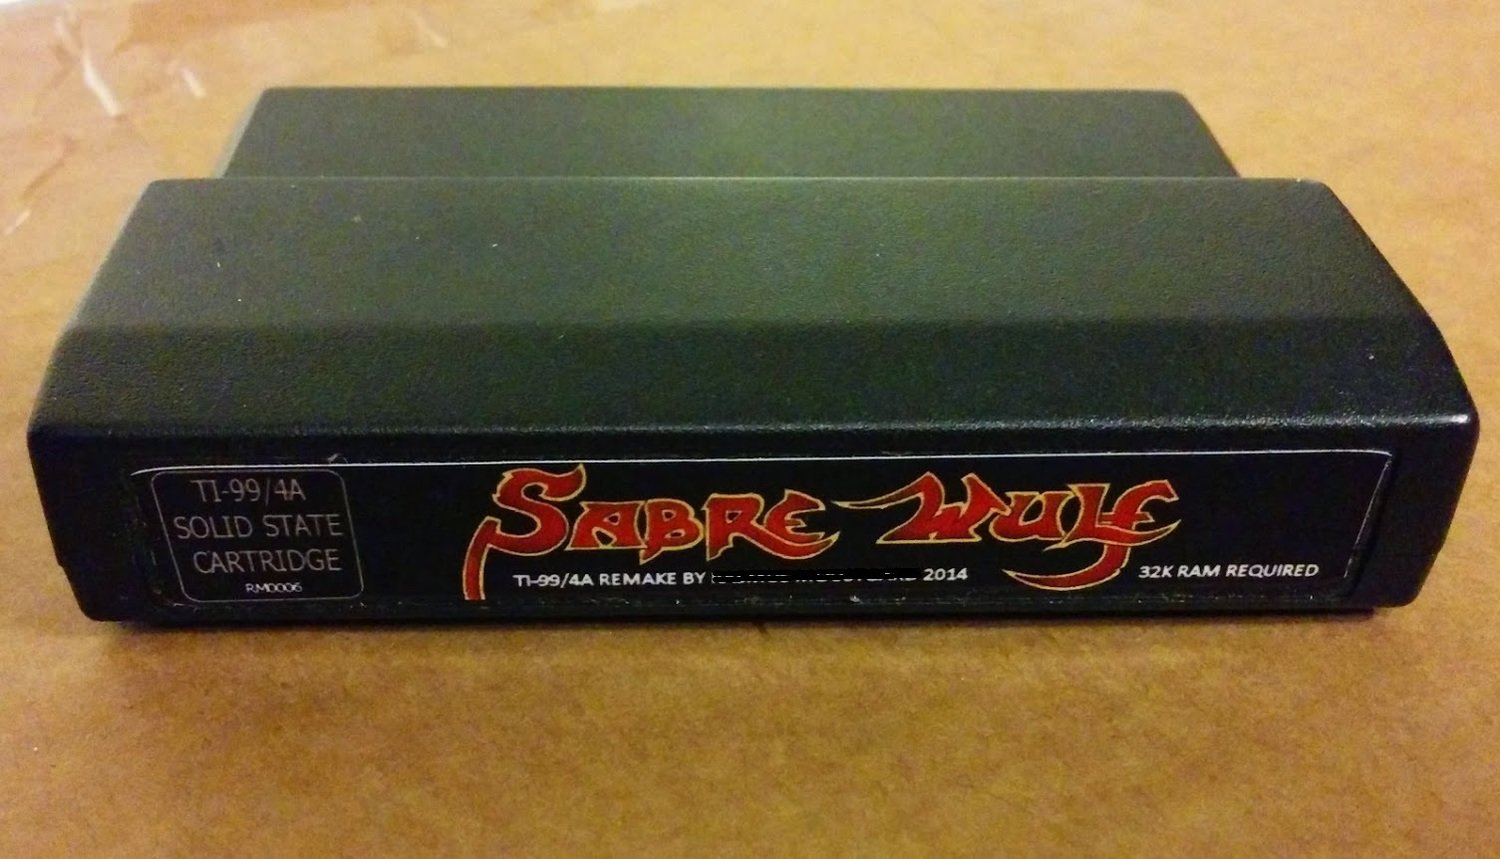 TI-99/4A
SOLID STATE
CARTRIDGE
RM0006
SABRE WULF
TI-99/4A REMAKE BY 2014
32K RAM REQUIRED